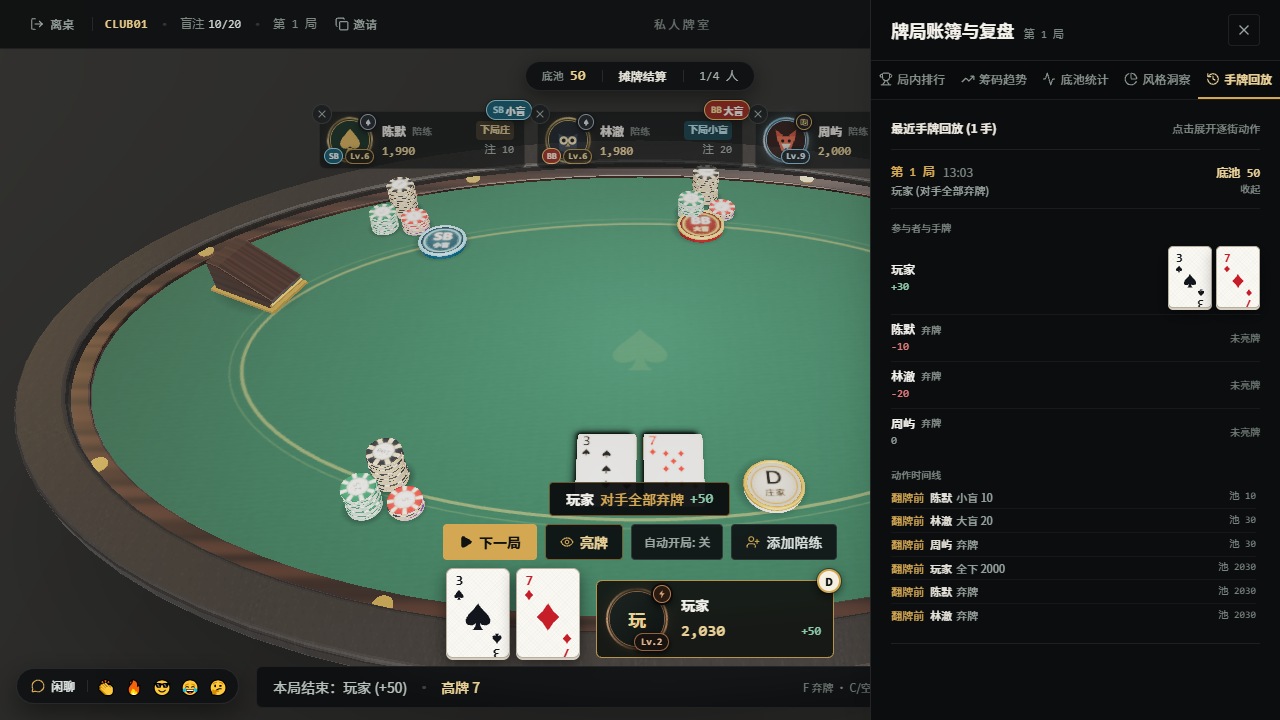 离桌
CLUB01
盲注 10/20
第 1 局
邀请
私人牌室
底池 50
摊牌结算
1/4 人
SB 小盲
陈默 陪练
下局庄
1,990
注 10
SB
Lv.6
BB 大盲
林澈 陪练
下局小盲
1,980
注 20
BB
Lv.6
周屿 陪练
2,000
Lv.9
SB
BB
大盲
3
7
D
庄家
玩家 对手全部弃牌 +50
下一局
亮牌
自动开局: 关
添加陪练
3
3
7
7
玩
Lv.2
玩家
2,030
+50
D
闲聊
本局结束: 玩家 (+50)
高牌 7
F 弃牌 • C/空
牌局账簿与复盘 第 1 局
局内排行
筹码趋势
底池统计
风格洞察
手牌回放
最近手牌回放 (1 手)
点击展开逐街动作
第 1 局 13:03
底池 50
玩家 (对手全部弃牌)
收起
参与者与手牌
玩家
+30
3
3
7
7
陈默 弃牌
-10
未亮牌
林澈 弃牌
-20
未亮牌
周屿 弃牌
0
未亮牌
动作时间线
翻牌前 陈默 小盲 10
池 10
翻牌前 林澈 大盲 20
池 30
翻牌前 周屿 弃牌
池 30
翻牌前 玩家 全下 2000
池 2030
翻牌前 陈默 弃牌
池 2030
翻牌前 林澈 弃牌
池 2030